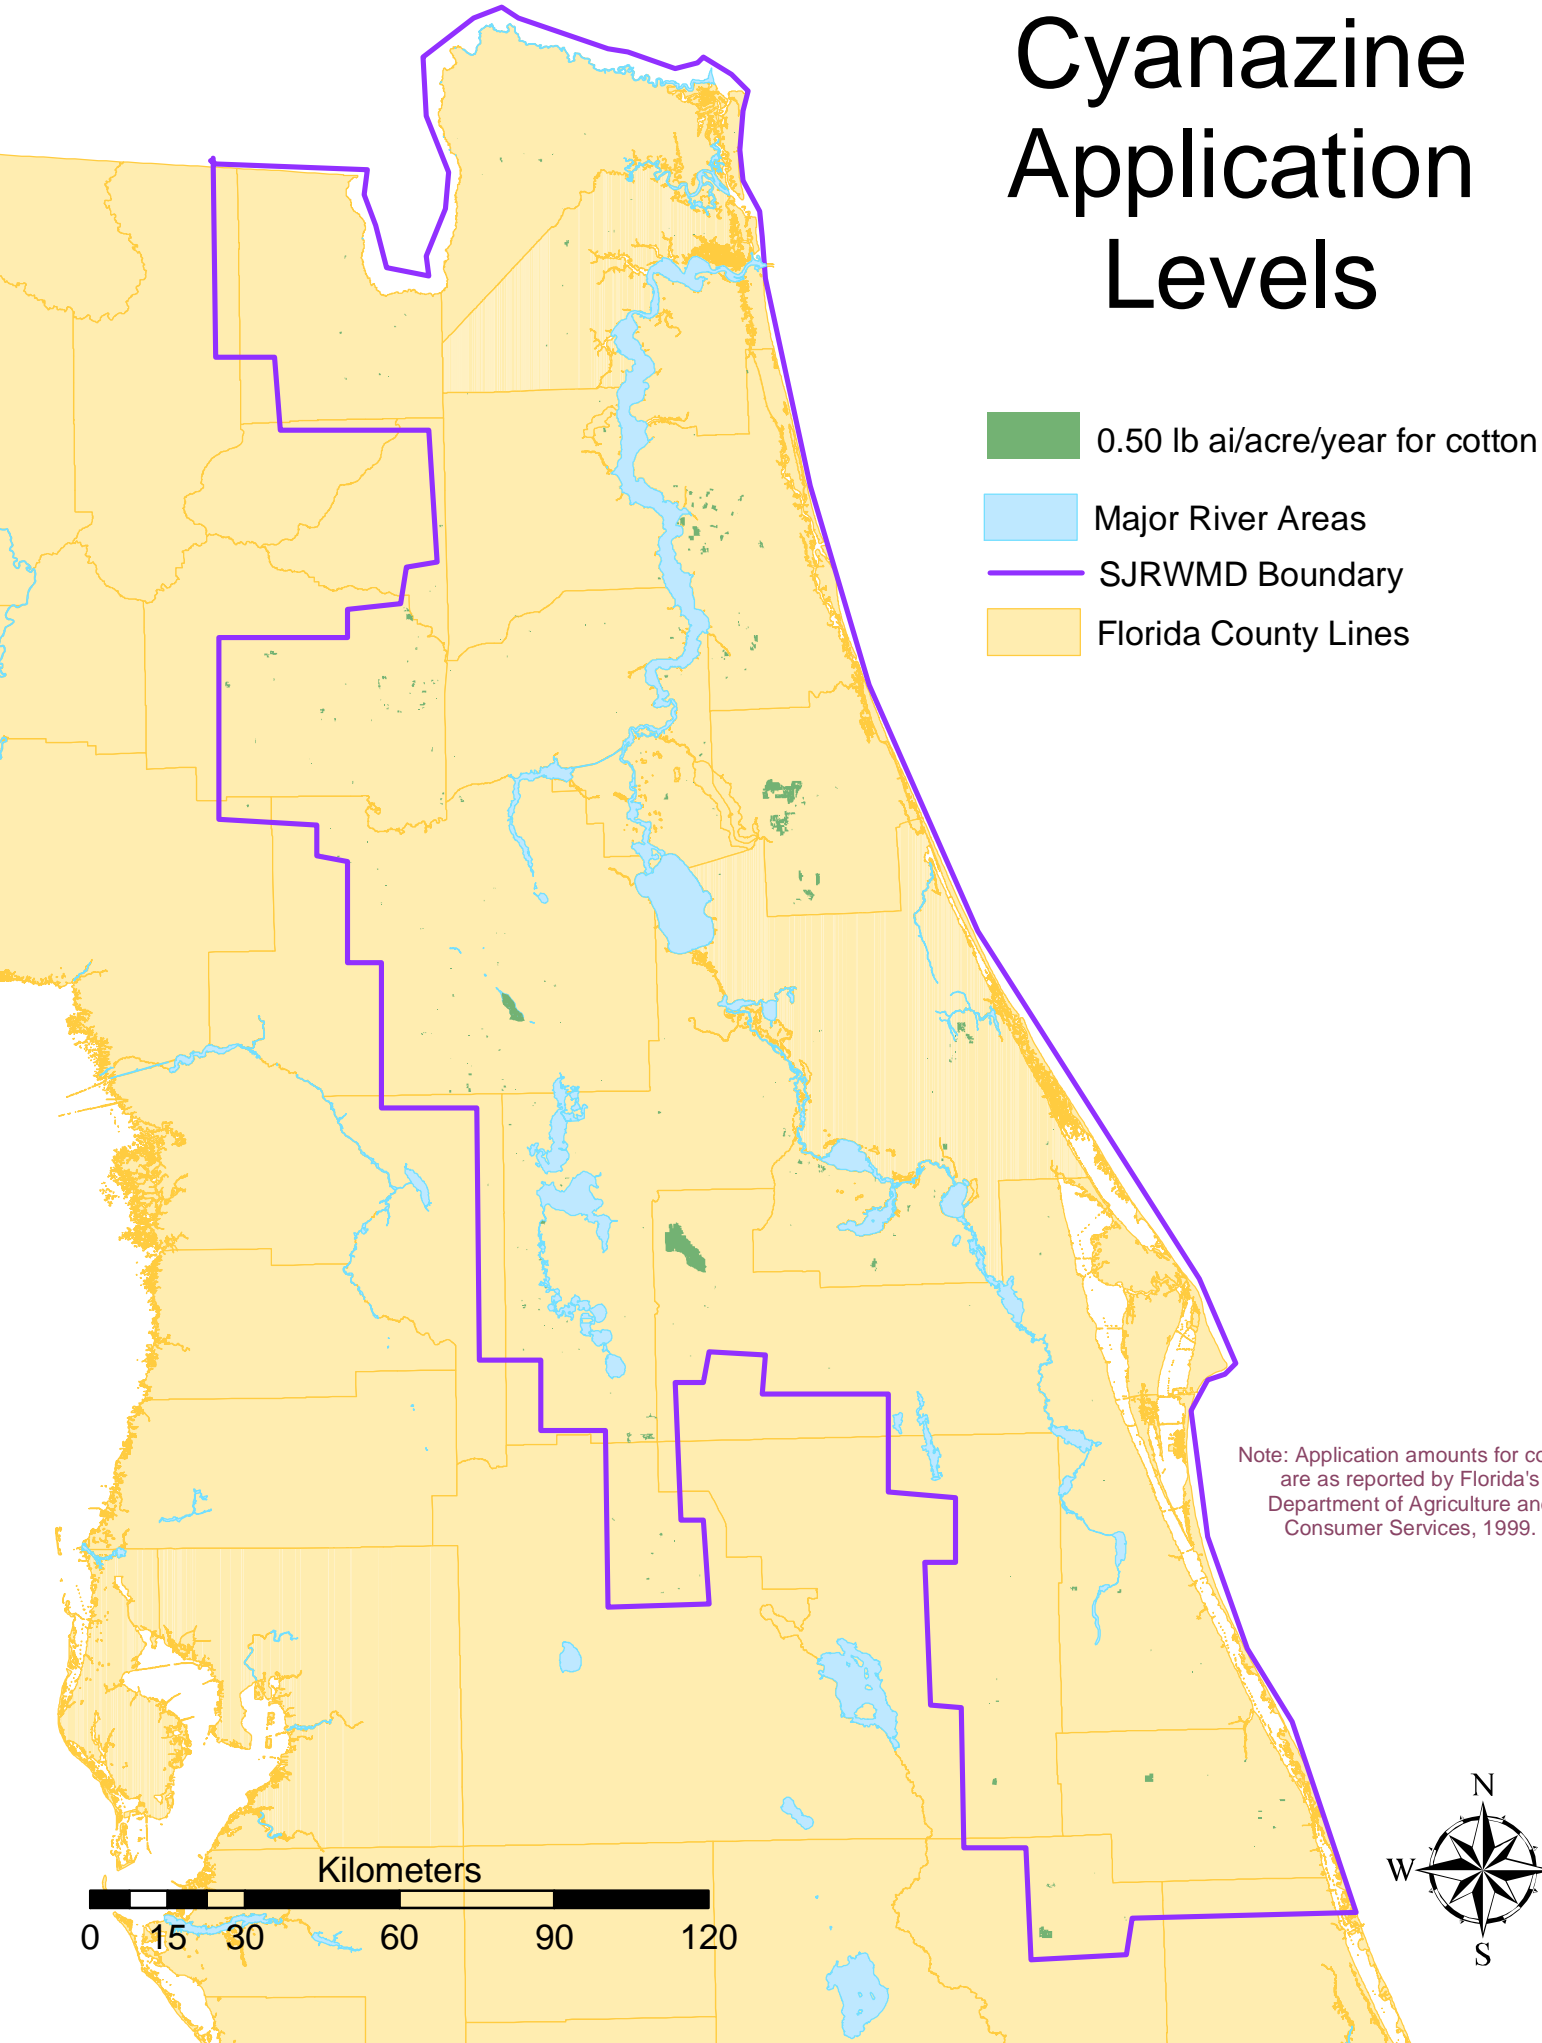 Cyanazine
Application
Levels
0.50 lb ai/acre/year for cotton
Major River Areas
SJRWMD Boundary
Florida County Lines
Note: Application amounts for
are as reported by Florida's
Department of Agriculture
Consumer Services, 1999.
N
W
S
Kilometers
0 15 30 60 90 120